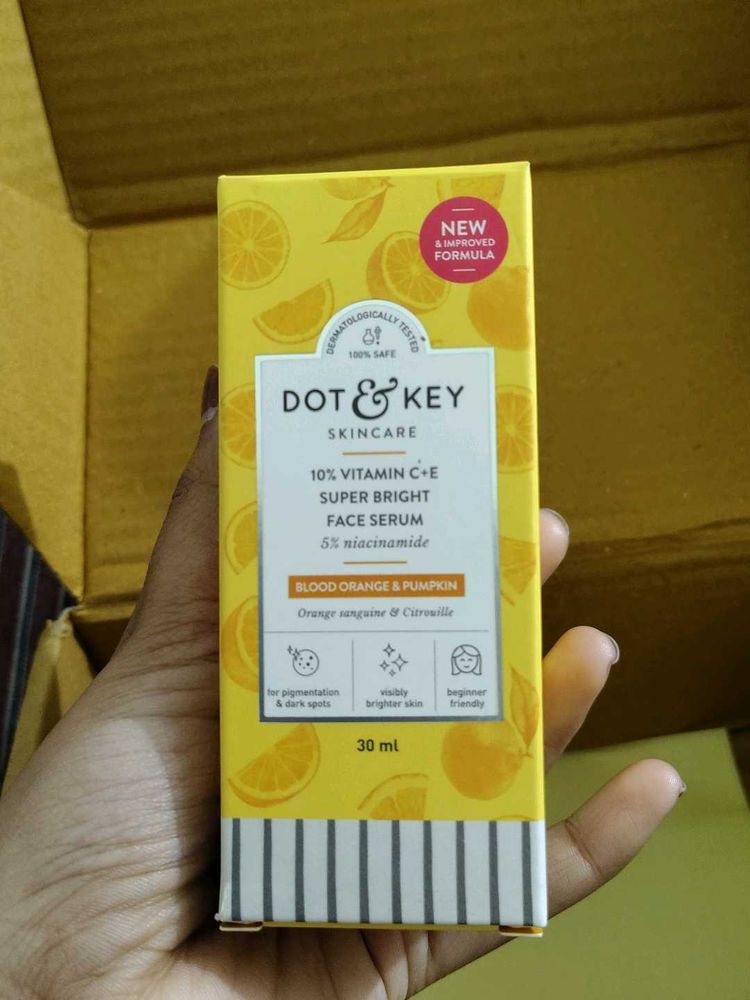 NEW
& IMPROVED
FORMULA
DERMATOLOGICALLY TESTED
100% SAFE
DOT & KEY
SKINCARE
10% VITAMIN C+E
SUPER BRIGHT
FACE SERUM
5% niacinamide
BLOOD ORANGE & PUMPKIN
Orange sanguine & Citrouille
for pigmentation
& dark spots
visibly
brighter skin
beginner
friendly
30 ml